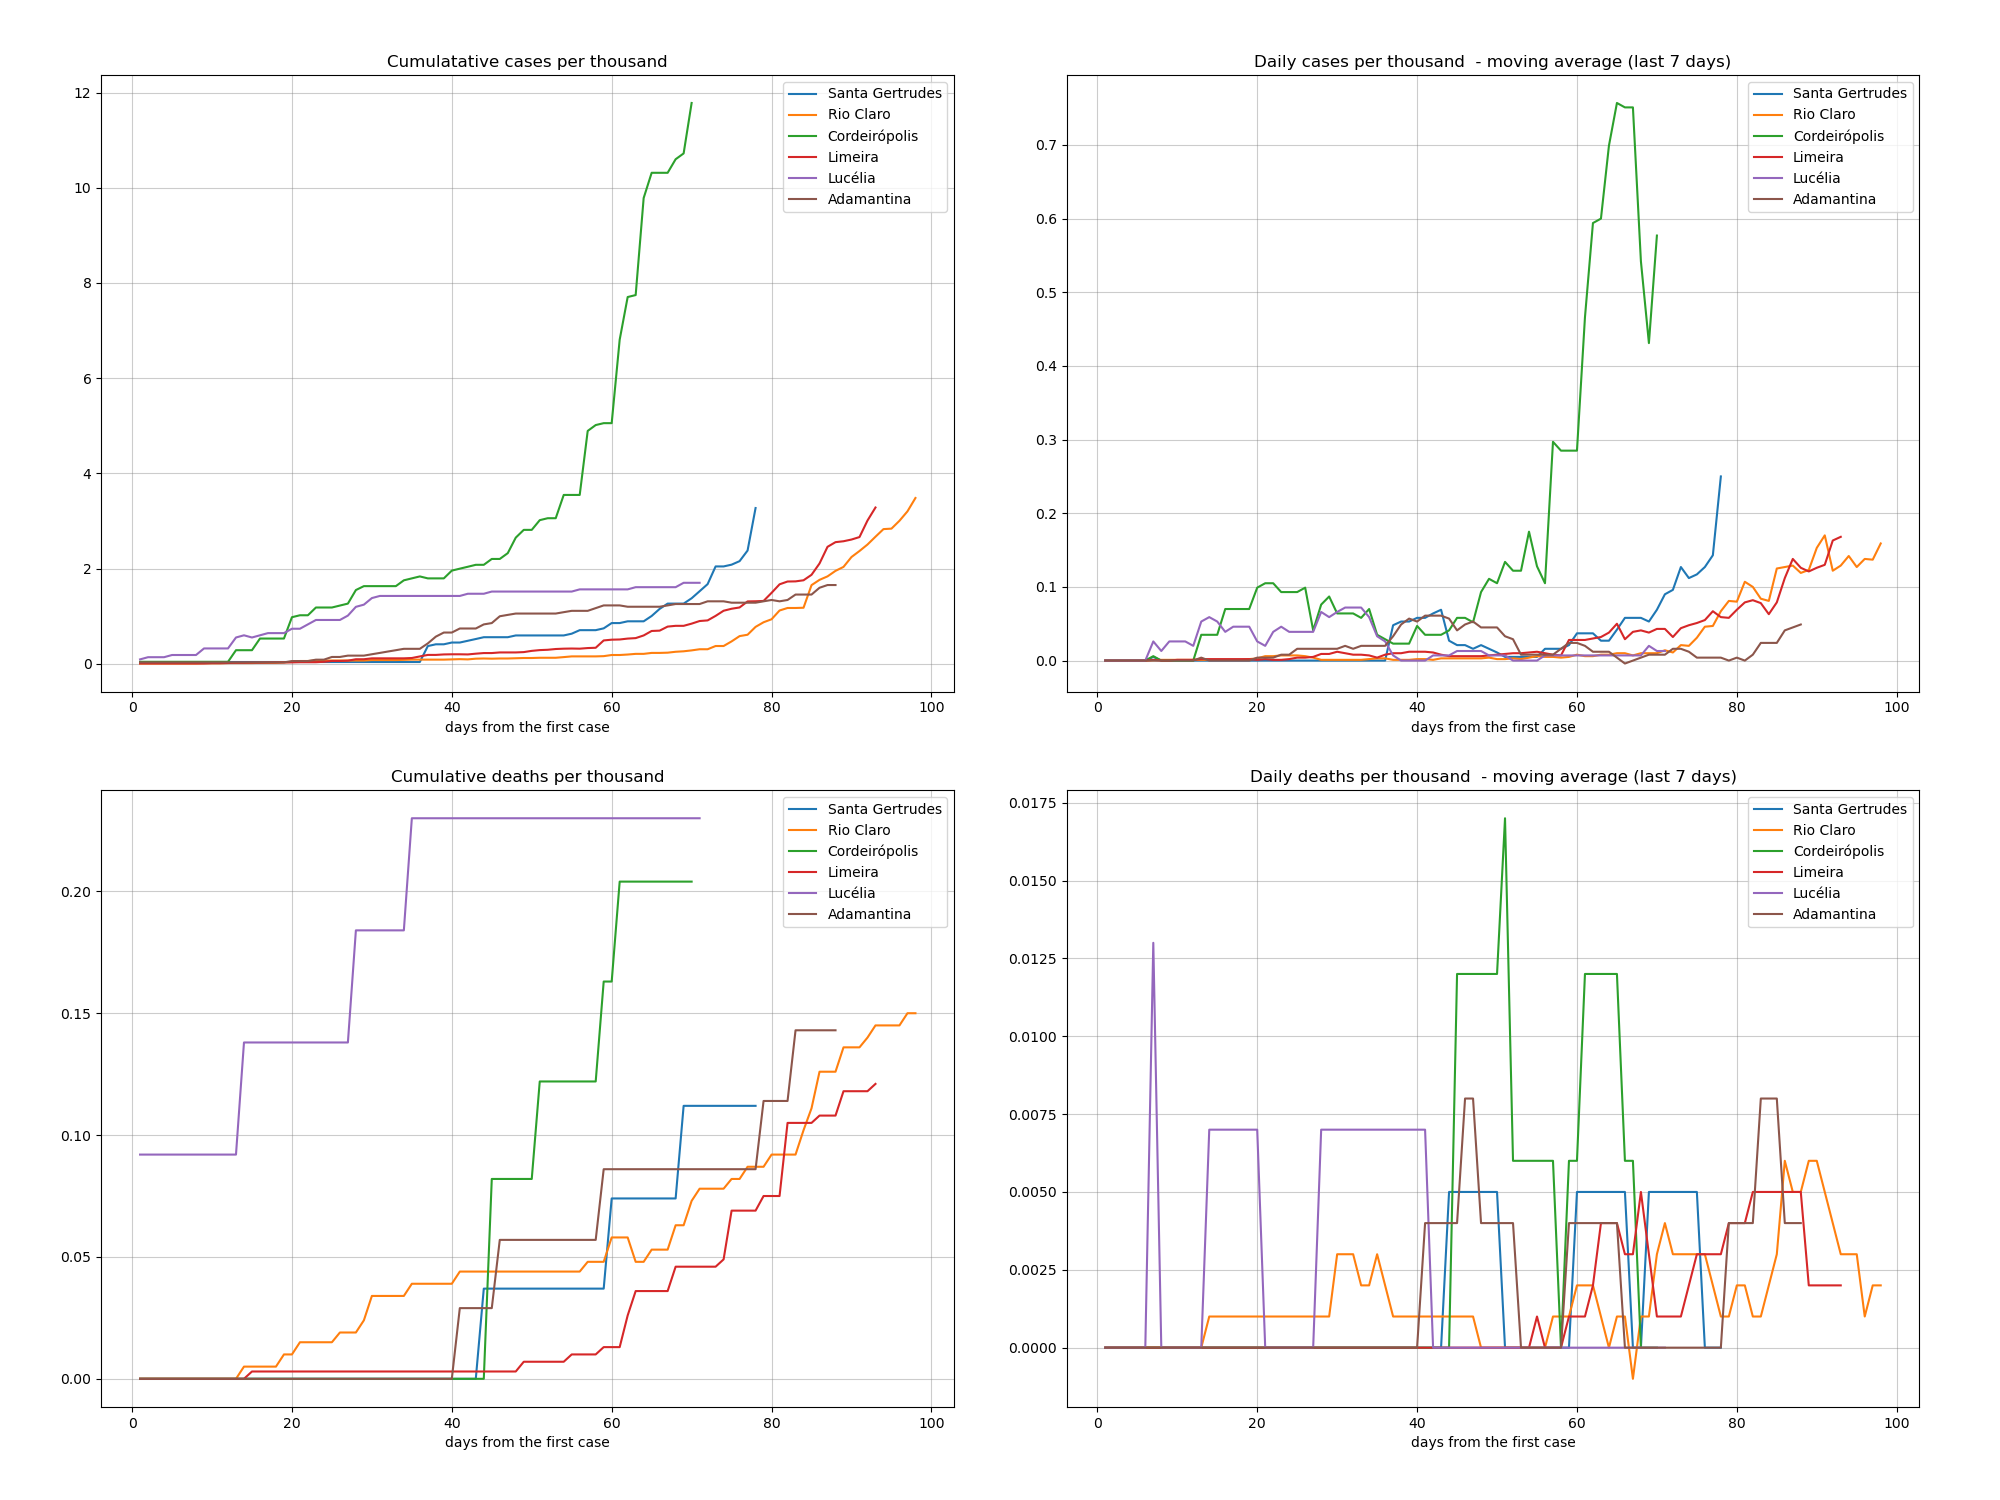 Cumulatative cases per thousand
12
10
8
6
4
2
0
0 20 40 60 80 100
days from the first case
Santa Gertrudes
Rio Claro
Cordeirópolis
Limeira
Lucélia
Adamantina
Daily cases per thousand  - moving average (last 7 days)
0.7
0.6
0.5
0.4
0.3
0.2
0.1
0.0
0 20 40 60 80 100
days from the first case
Santa Gertrudes
Rio Claro
Cordeirópolis
Limeira
Lucélia
Adamantina
Cumulative deaths per thousand
0.20
0.15
0.10
0.05
0.00
0 20 40 60 80 100
days from the first case
Santa Gertrudes
Rio Claro
Cordeirópolis
Limeira
Lucélia
Adamantina
Daily deaths per thousand  - moving average (last 7 days)
0.0175
0.0150
0.0125
0.0100
0.0075
0.0050
0.0025
0.0000
0 20 40 60 80 100
days from the first case
Santa Gertrudes
Rio Claro
Cordeirópolis
Limeira
Lucélia
Adamantina